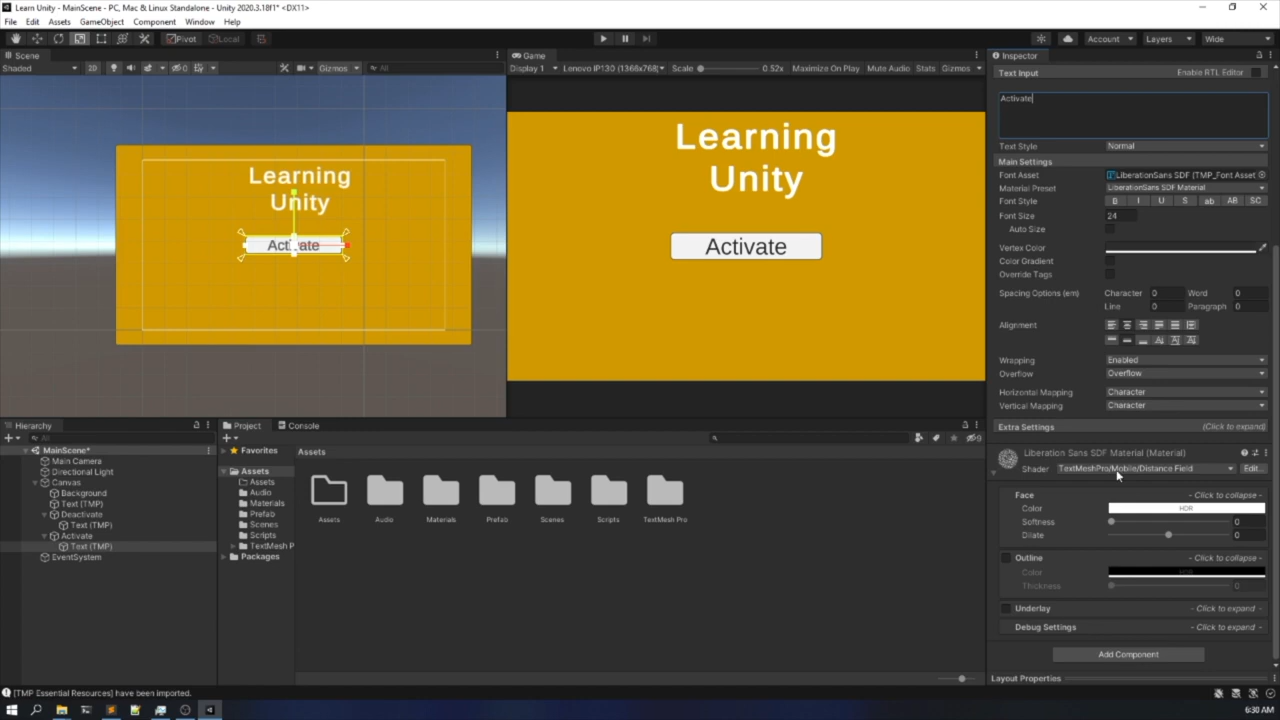 Learn Unity - MainScene - PC, Mac & Linux Standalone - Unity 2020.3.18f1* <DX11>
File Edit Assets GameObject Component Window Help
Pivot Local Account Layers Wide
Scene
Shaded 2D 0 Gizmos All
Learning
Unity
Activate
Game
Display 1 Lenovo IP130 (1366x768) Scale 0.52x Maximize On Play Mute Audio Stats Gizmos
Learning
Unity
Activate
Inspector
Text Input Enable RTL Editor
Activate
Text Style Normal
Main Settings
Font Asset LiberationSans SDF (TMP_Font Asset
Material Preset LiberationSans SDF Material
Font Style B I U S ab AB SC
Font Size 24
Auto Size
Vertex Color
Color Gradient
Override Tags
Spacing Options (em) Character 0 Word 0
Line 0 Paragraph 0
Alignment
Wrapping Enabled
Overflow Overflow
Horizontal Mapping Character
Vertical Mapping Character
Extra Settings (Click to expand)
Liberation Sans SDF Material (Material)
Shader TextMeshPro/Mobile/Distance Field Edit...
Face - Click to collapse -
Color HDR
Softness 0
Dilate 0
Outline - Click to collapse -
Color HDR
Thickness 0
Underlay - Click to expand -
Debug Settings - Click to expand -
Add Component
Layout Properties
Hierarchy
All
MainScene*
Main Camera
Directional Light
Canvas
Background
Text (TMP)
Deactivate
Text (TMP)
Activate
Text (TMP)
EventSystem
Project Console
Favorites
Assets
Assets
Audio
Materials
Prefab
Scenes
Scripts
TextMesh P
Packages
Assets
Assets Audio Materials Prefab Scenes Scripts TextMesh Pro
[TMP Essential Resources] have been imported.
6:30 AM